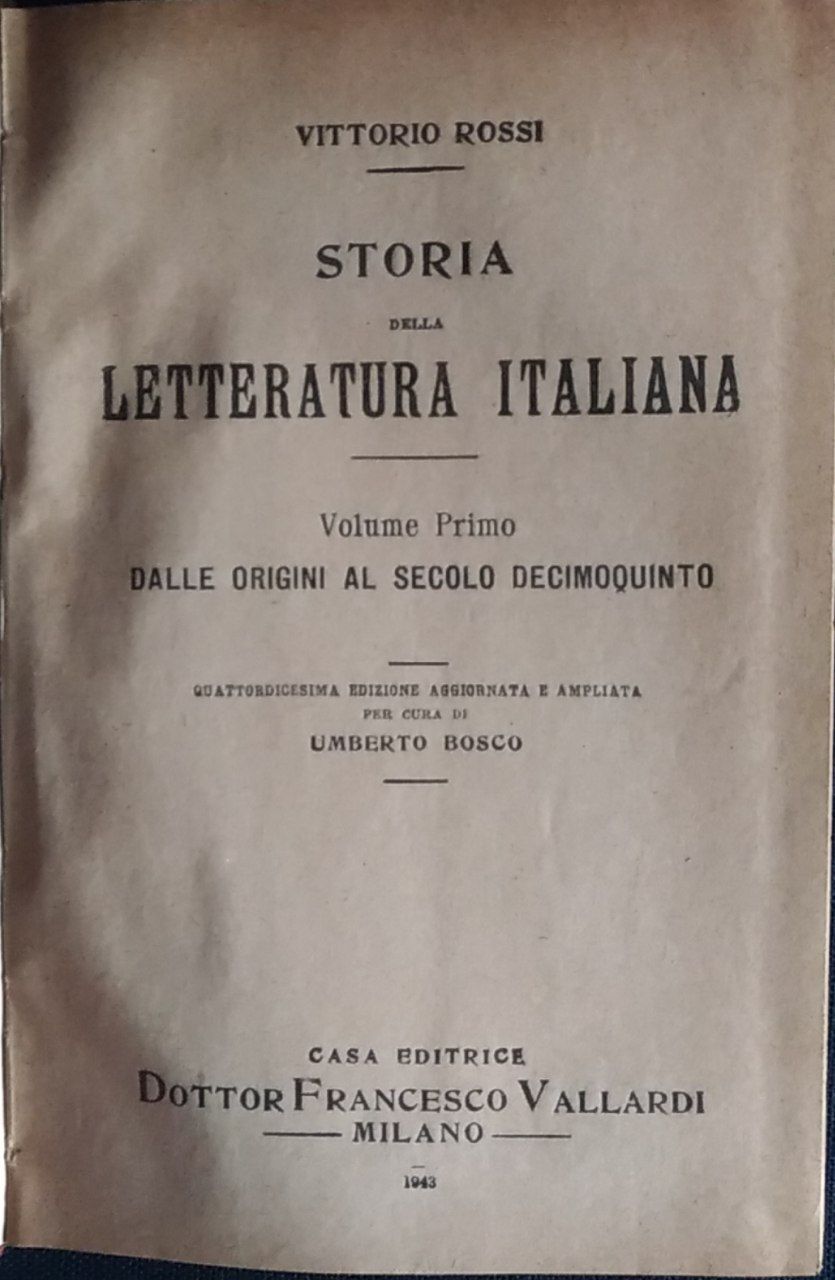 VITTORIO ROSSI
STORIA
DELLA
LETTERATURA ITALIANA
Volume Primo
DALLE ORIGINI AL SECOLO DECIMOQUINTO
QUATTORDICESIMA EDIZIONE AGGIORNATA E AMPLIATA
PER CURA DI
UMBERTO BOSCO
CASA EDITRICE
DOTTOR FRANCESCO VALLARDI
MILANO
1943